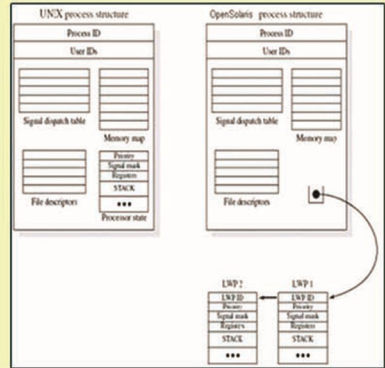 UNIX process structure
Process ID
User IDs
Signal dispatch table
Memory map
File descriptors
Priority
Signal mask
Registers
STACK
•••
Processor state
OpenSolaris process structure
Process ID
User IDs
Signal dispatch table
Memory map
File descriptors
LWP 2
LWP ID
Priority
Signal mask
Registers
STACK
•••
LWP 1
LWP ID
Priority
Signal mask
Registers
STACK
•••